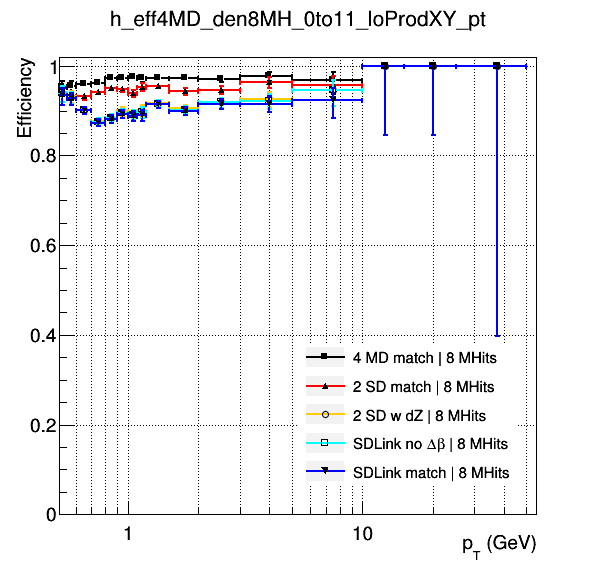 h_eff4MD_den8MH_0to11_loProdXY_pt
Efficiency
1
0.8
0.6
0.4
0.2
0
4 MD match | 8 MHits
2 SD match | 8 MHits
2 SD w dZ | 8 MHits
SDLink no Δβ | 8 MHits
SDLink match | 8 MHits
1 10
p_T (GeV)